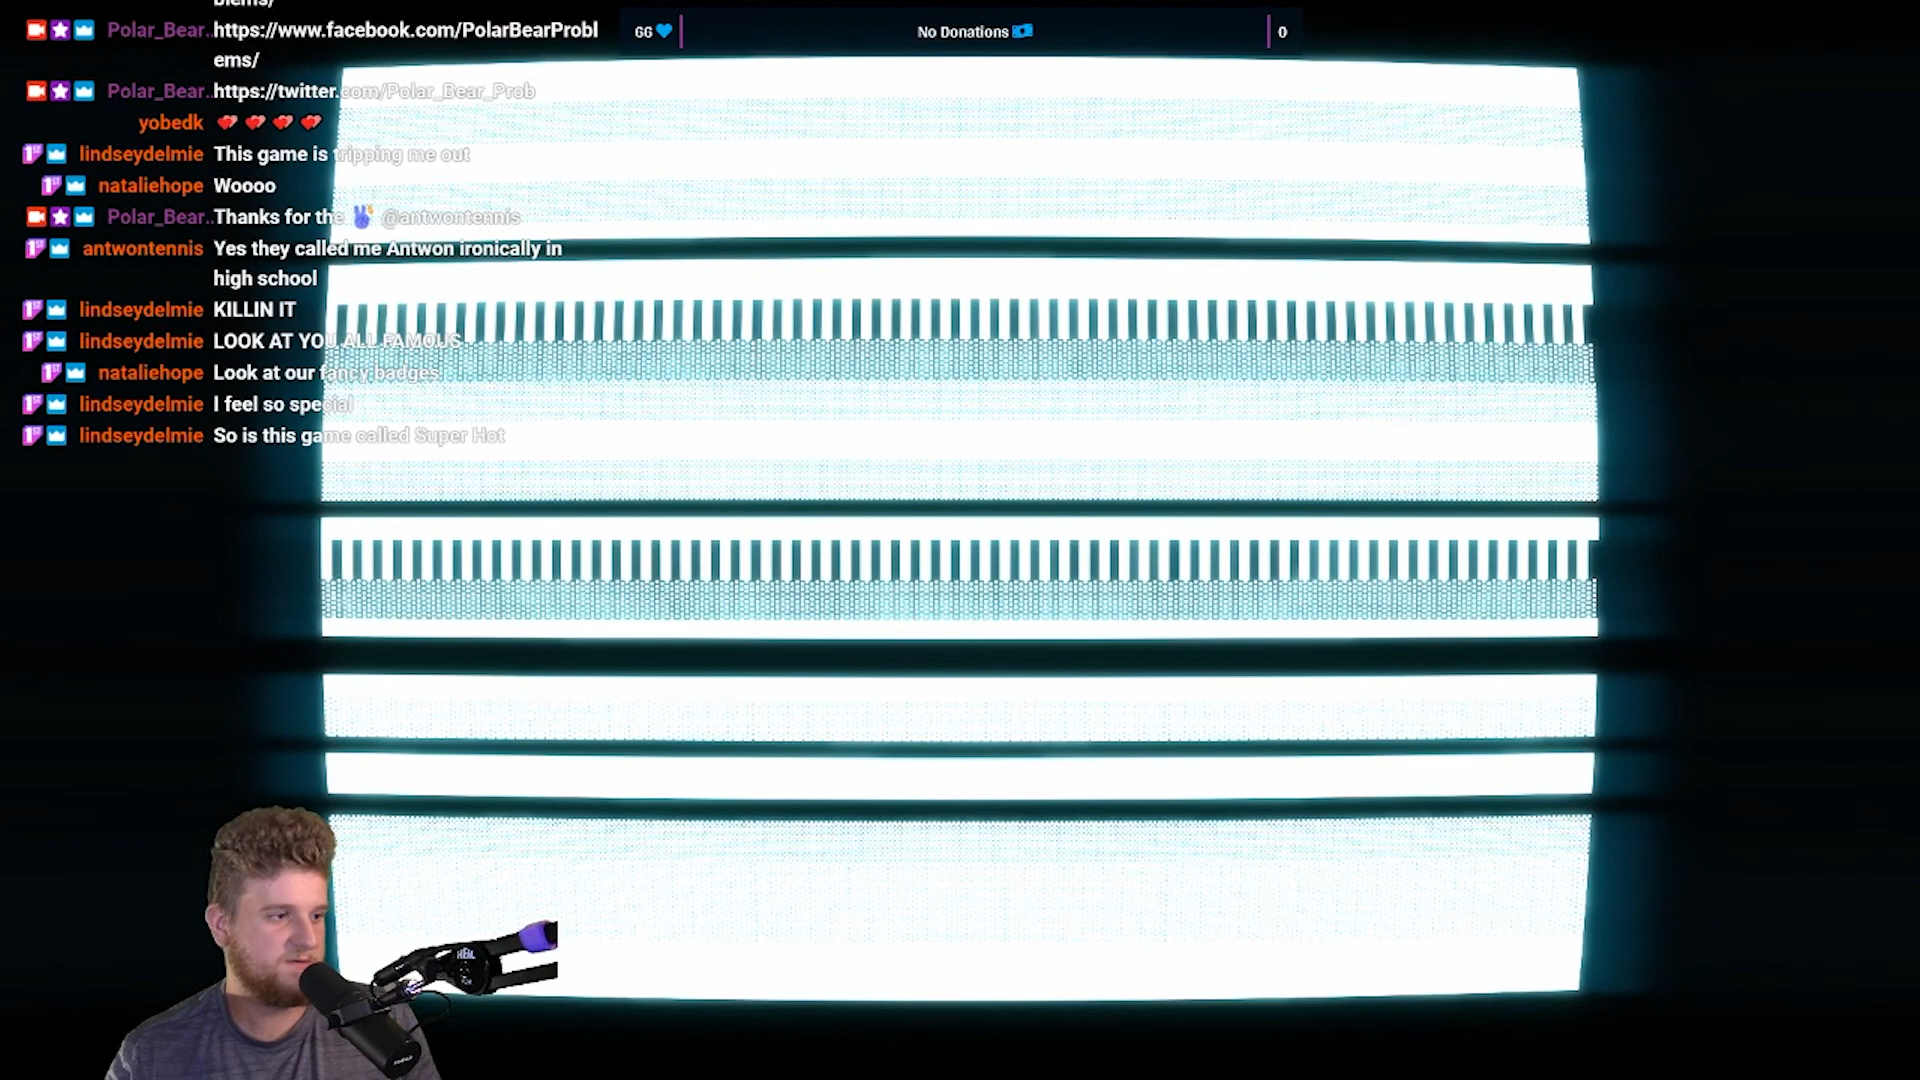 blems/
Polar_Bear.. https://www.facebook.com/PolarBearProbl
ems/
66 No Donations 0
Polar_Bear.. https://twitter.com/Polar_Bear_Prob
yobedk
lindseydelmie This game is tripping me out
nataliehope Woooo
Polar_Bear.. Thanks for the @antwontennis
antwontennis Yes they called me Antwon ironically in
high school
lindseydelmie KILLIN IT
lindseydelmie LOOK AT YOU ALL FAMOUS
nataliehope Look at our fancy badges
lindseydelmie I feel so special
lindseydelmie So is this game called Super Hot